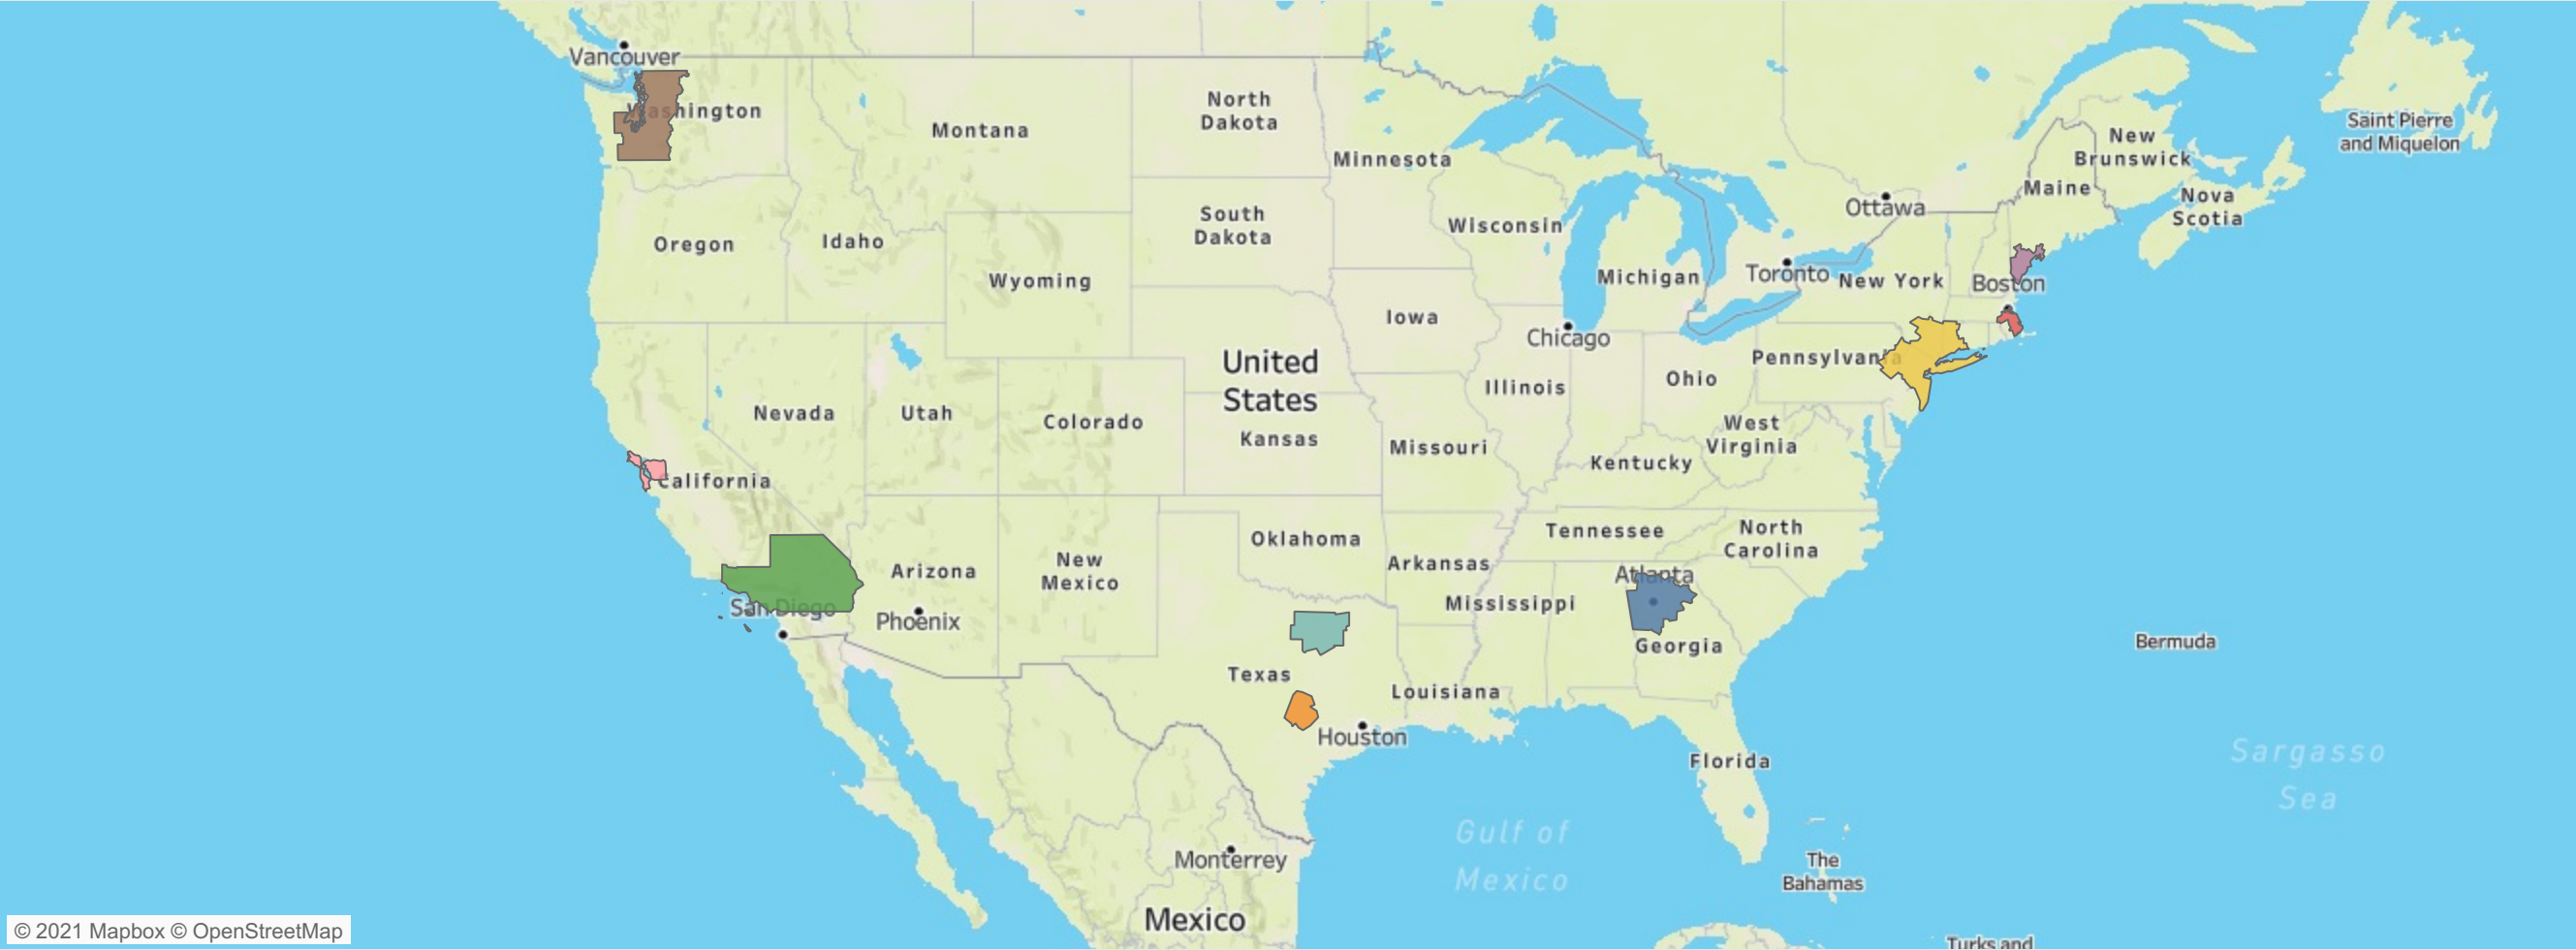 Vancouver
Washington
Montana
North
Dakota
Minnesota
Saint Pierre
and Miquelon
New
Brunswick
Maine
Nova
Scotia
Ottawa
Oregon
Idaho
South
Dakota
Wisconsin
Wyoming
Michigan
Toronto
New York
Boston
Iowa
Chicago
Pennsylvania
United
States
Illinois
Ohio
Nevada
Utah
Colorado
Kansas
Missouri
West
Virginia
Kentucky
California
Oklahoma
Tennessee
North
Carolina
Arizona
New
Mexico
Arkansas
Atlanta
San Diego
Phoenix
Mississippi
Georgia
Bermuda
Texas
Louisiana
Houston
Florida
Sargasso
Sea
Gulf of
Mexico
Monterrey
The
Bahamas
Mexico
© 2021 Mapbox © OpenStreetMap
Turks and